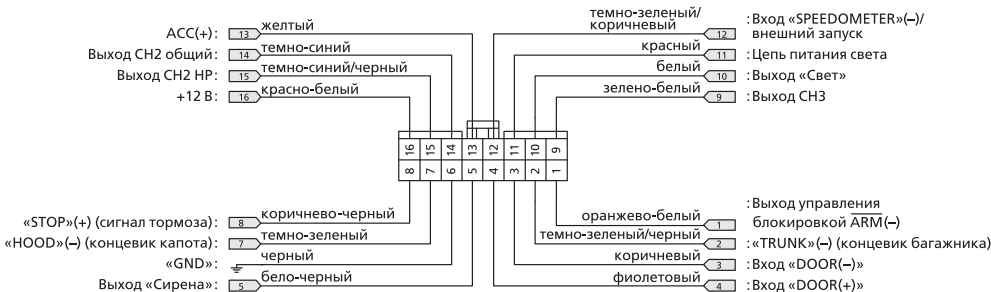 ACC(+): 13 желтый
Выход CH2 общий: 14 темно-синий
Выход CH2 НР: 15 темно-синий/черный
+12 В: 16 красно-белый
темно-зеленый/
коричневый 12 :Вход «SPEEDOMETER»(–)/
внешний запуск
красный 11 :Цепь питания света
белый 10 :Выход «Свет»
зелено-белый 9 :Выход CH3
16 15 14 13 12 11 10 9
8 7 6 5 4 3 2 1
«STOP»(+) (сигнал тормоза): 8 коричнево-черный
«HOOD»(–) (концевик капота): 7 темно-зеленый
«GND»: черный
Выход «Сирена»: 5 бело-черный
:Выход управления
оранжево-белый 1 блокировкой ARM(–)
темно-зеленый/черный 2 :«TRUNK»(–) (концевик багажника)
коричневый 3 :Вход «DOOR(–)»
фиолетовый 4 :Вход «DOOR(+)»